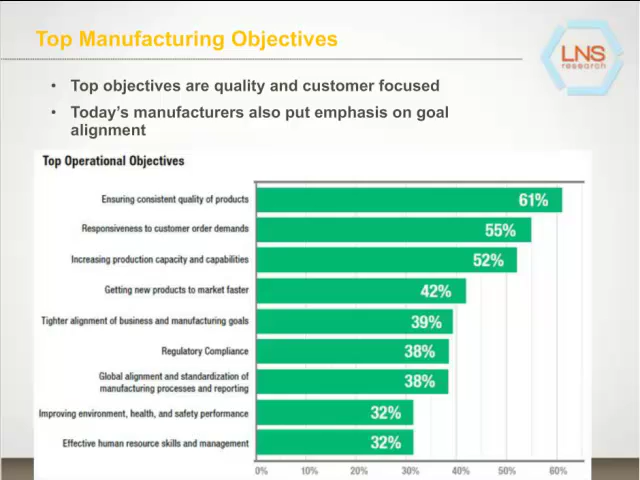 Top Manufacturing Objectives
LNS
research
• Top objectives are quality and customer focused
• Today's manufacturers also put emphasis on goal
alignment
Top Operational Objectives
Ensuring consistent quality of products 61%
Responsiveness to customer order demands 55%
Increasing production capacity and capabilities 52%
Getting new products to market faster 42%
Tighter alignment of business and manufacturing goals 39%
Regulatory Compliance 38%
Global alignment and standardization of
manufacturing processes and reporting 38%
Improving environment, health, and safety performance 32%
Effective human resource skills and management 32%
0% 10% 20% 30% 40% 50% 60%